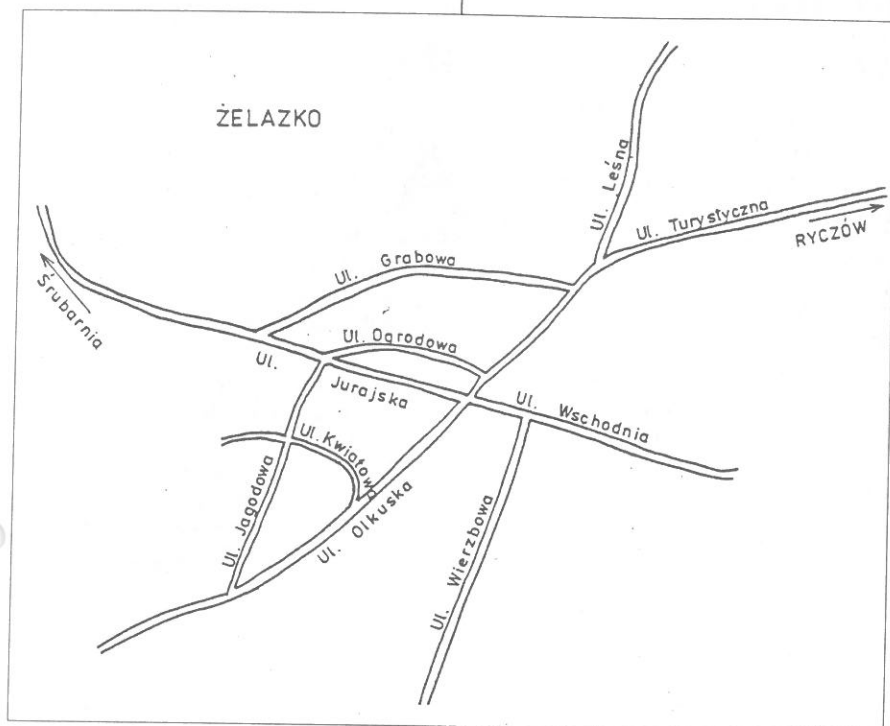 ŻELAZKO
Ul. Leśna
Ul. Turystyczna
RYCZÓW
Ul. Grabowa
Śrubarnia
Ul. Ogrodowa
Ul. Jurajska
Ul. Wschodnia
Ul. Kwiatowa
Ul. Jagodowa
Ul. Olkuska
Ul. Wierzbowa